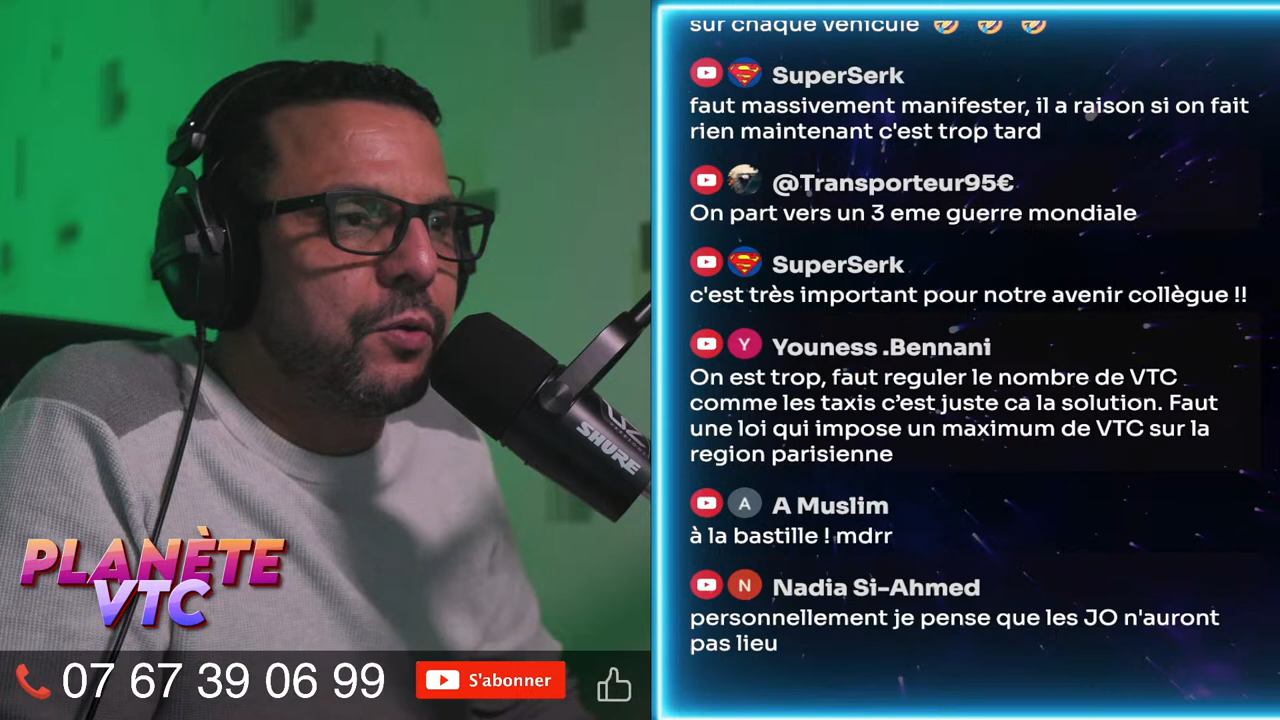 sur chaque véhicule 🤣 🤣 🤣
SuperSerk
faut massivement manifester, il a raison si on fait
rien maintenant c'est trop tard
@Transporteur95€
On part vers un 3 eme guerre mondiale
SuperSerk
c'est très important pour notre avenir collègue !!
Y
Youness .Bennani
On est trop, faut reguler le nombre de VTC
comme les taxis c’est juste ca la solution. Faut
une loi qui impose un maximum de VTC sur la
region parisienne
A
A Muslim
à la bastille ! mdrr
N
Nadia Si-Ahmed
personnellement je pense que les JO n'auront
pas lieu
SHURE
PLANÈTE
VTC
07 67 39 06 99
S'abonner